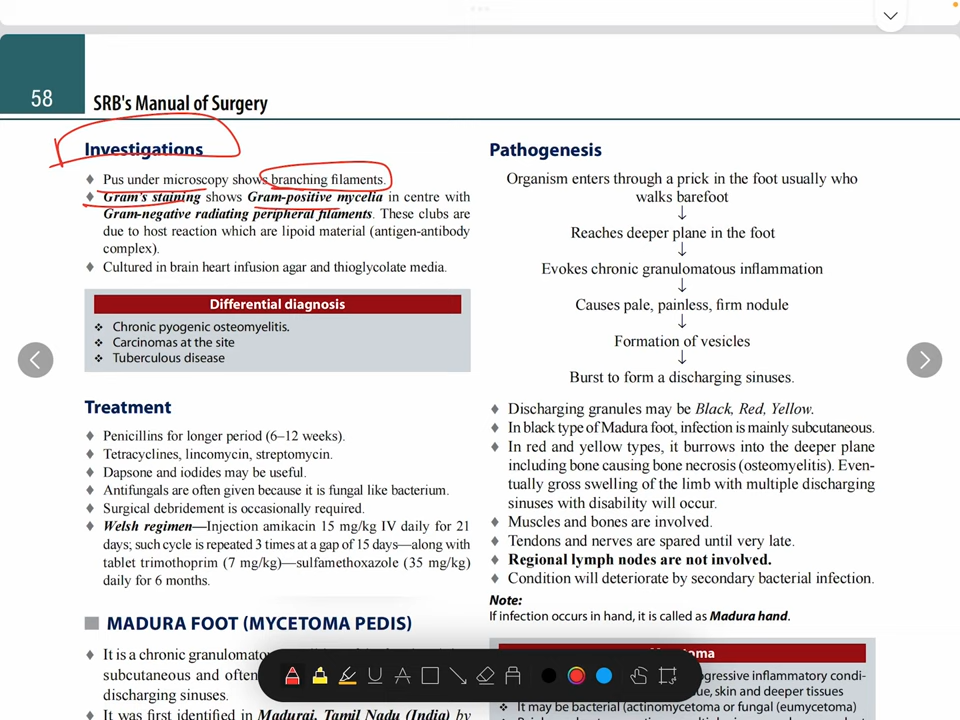 58
SRB's Manual of Surgery
Investigations
Pus under microscopy shows branching filaments.
Gram's staining shows Gram-positive mycelia in centre with
Gram-negative radiating peripheral filaments. These clubs are
due to host reaction which are lipoid material (antigen-antibody
complex).
Cultured in brain heart infusion agar and thioglycolate media.
Differential diagnosis
Chronic pyogenic osteomyelitis.
Carcinomas at the site
Tuberculous disease
Treatment
Penicillins for longer period (6–12 weeks).
Tetracyclines, lincomycin, streptomycin.
Dapsone and iodides may be useful.
Antifungals are often given because it is fungal like bacterium.
Surgical debridement is occasionally required.
Welsh regimen—Injection amikacin 15 mg/kg IV daily for 21
days; such cycle is repeated 3 times at a gap of 15 days—along with
tablet trimothoprim (7 mg/kg)—sulfamethoxazole (35 mg/kg)
daily for 6 months.
MADURA FOOT (MYCETOMA PEDIS)
It is a chronic
subcutaneous and often
discharging sinuses.
It was first identified in Madurai, Tamil Nadu (India) by
Pathogenesis
Organism enters through a prick in the foot usually who
walks barefoot
↓
Reaches deeper plane in the foot
↓
Evokes chronic granulomatous inflammation
↓
Causes pale, painless, firm nodule
↓
Formation of vesicles
↓
Burst to form a discharging sinuses.
Discharging granules may be Black, Red, Yellow.
In black type of Madura foot, infection is mainly subcutaneous.
In red and yellow types, it burrows into the deeper plane
including bone causing bone necrosis (osteomyelitis). Even-
tually gross swelling of the limb with multiple discharging
sinuses with disability will occur.
Muscles and bones are involved.
Tendons and nerves are spared until very late.
Regional lymph nodes are not involved.
Condition will deteriorate by secondary bacterial infection.
Note:
If infection occurs in hand, it is called as Madura hand.
inflammatory condi-
skin and deeper tissues
It may be bacterial (actinomycetoma or fungal (eumycetoma)